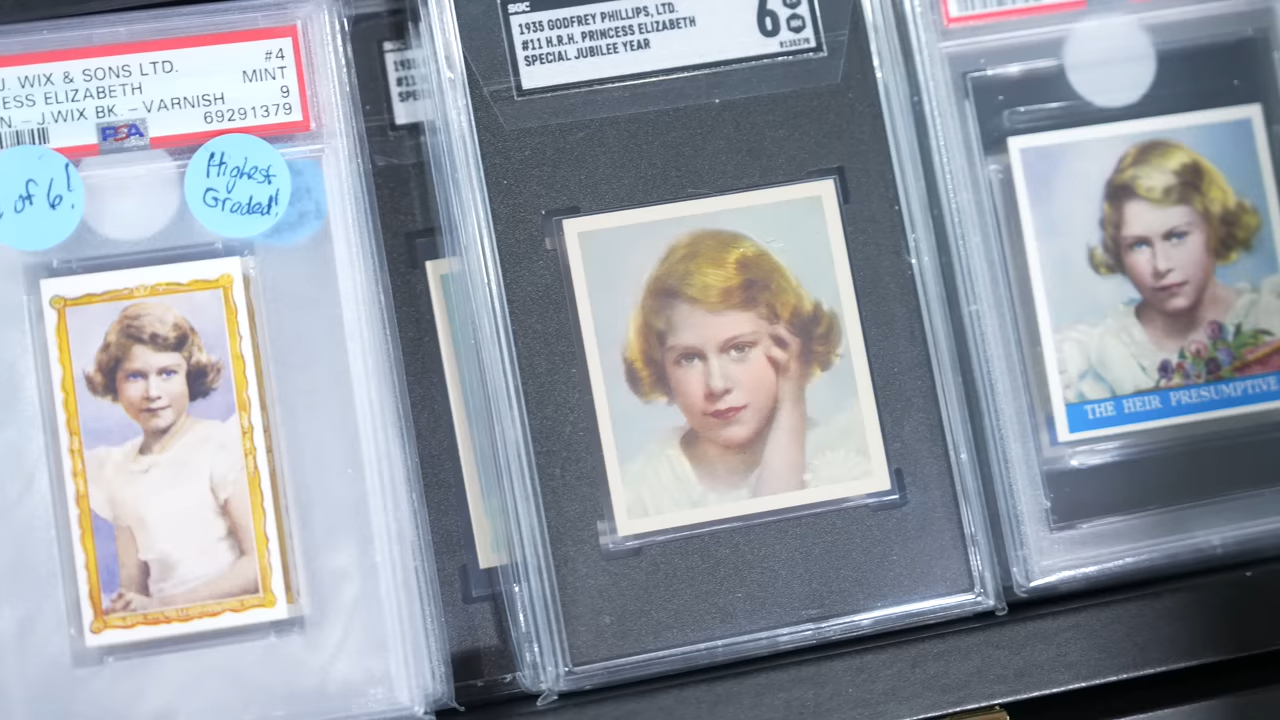 #4
J. WIX & SONS LTD.
MINT
CESS ELIZABETH
9
N. - J.WIX BK. - VARNISH
69291379
PSA
of 6!
Highest
Graded!
SGC
1935 GODFREY PHILLIPS, LTD.
#11 H.R.H. PRINCESS ELIZABETH
SPECIAL JUBILEE YEAR
6
THE HEIR PRESUMPTIVE